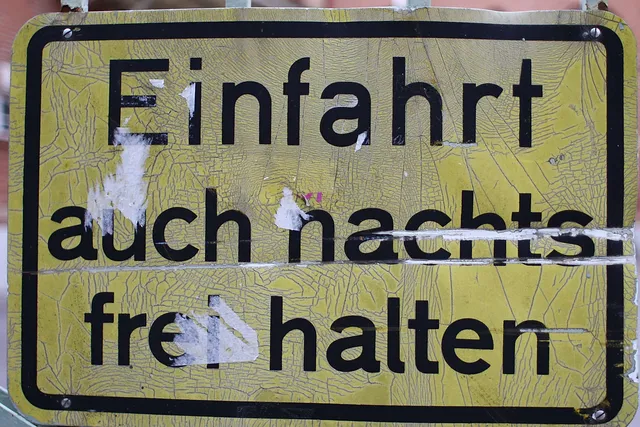 Einfahrt
auch nachts
frei halten